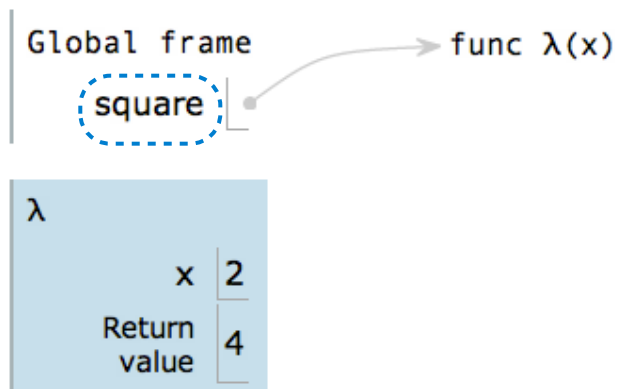 Global frame
func λ(x)
square
λ
x 2
Return
value 4